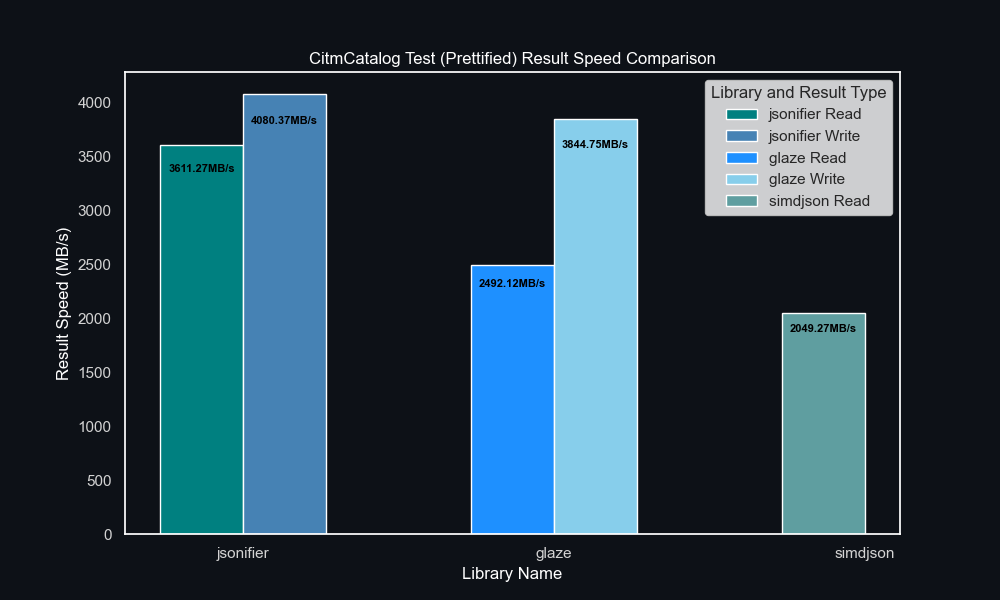 CitmCatalog Test (Prettified) Result Speed Comparison
Library and Result Type
jsonifier Read
jsonifier Write
glaze Read
glaze Write
simdjson Read
Result Speed (MB/s)
4000
3500
3000
2500
2000
1500
1000
500
0
3611.27MB/s
4080.37MB/s
2492.12MB/s
3844.75MB/s
2049.27MB/s
jsonifier
glaze
simdjson
Library Name